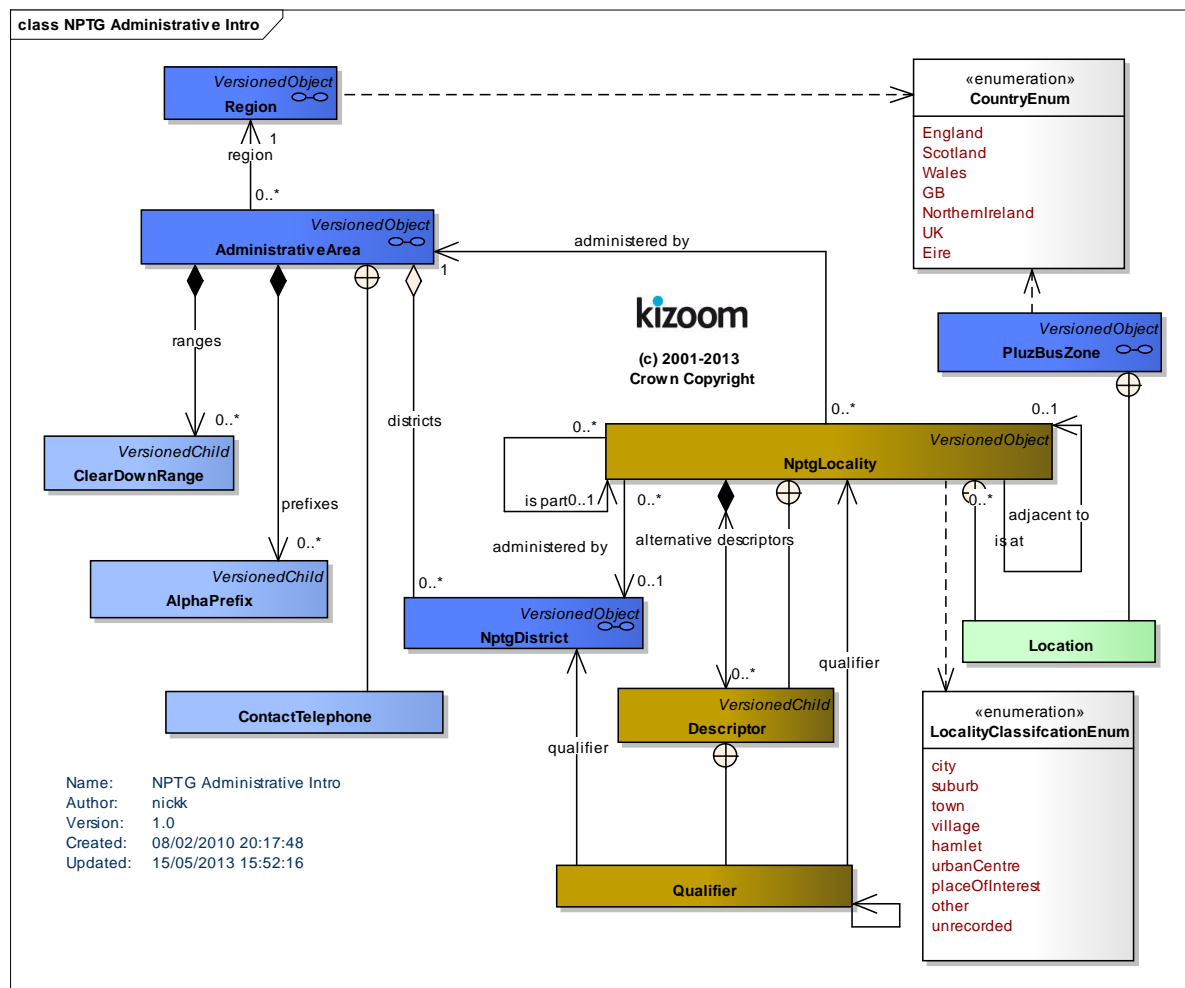 class NPTG Administrative Intro
VersionedObject
Region
«enumeration»
CountryEnum
England
Scotland
Wales
GB
NorthernIreland
UK
Eire
1
region
0..*
VersionedObject
AdministrativeArea
administered by
1
kizoom
(c) 2001-2013
Crown Copyright
VersionedObject
PluzBusZone
ranges
0..*
districts
0..*
0..*
0..1
VersionedChild
ClearDownRange
VersionedObject
NptgLocality
prefixes
is part
0..1
0..*
0..*
adjacent to
administered by
alternative descriptors
is at
0..*
VersionedChild
AlphaPrefix
0..*
0..1
VersionedObject
NptgDistrict
qualifier
Location
0..*
ContactTelephone
VersionedChild
Descriptor
qualifier
«enumeration»
LocalityClassifcationEnum
city
suburb
town
village
hamlet
urbanCentre
placeOfInterest
other
unrecorded
Name: NPTG Administrative Intro
Author: nickk
Version: 1.0
Created: 08/02/2010 20:17:48
Updated: 15/05/2013 15:52:16
Qualifier